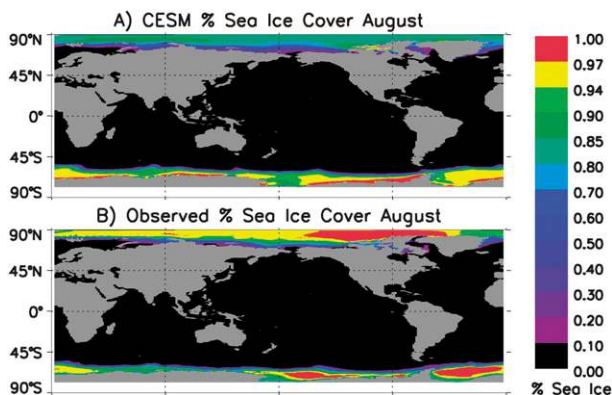 A) CESM % Sea Ice Cover August
90°N
45°N
0°
45°S
90°S
B) Observed % Sea Ice Cover August
90°N
45°N
0°
45°S
90°S
1.00
0.97
0.94
0.90
0.85
0.80
0.70
0.60
0.50
0.40
0.30
0.20
0.10
0.00
% Sea Ice